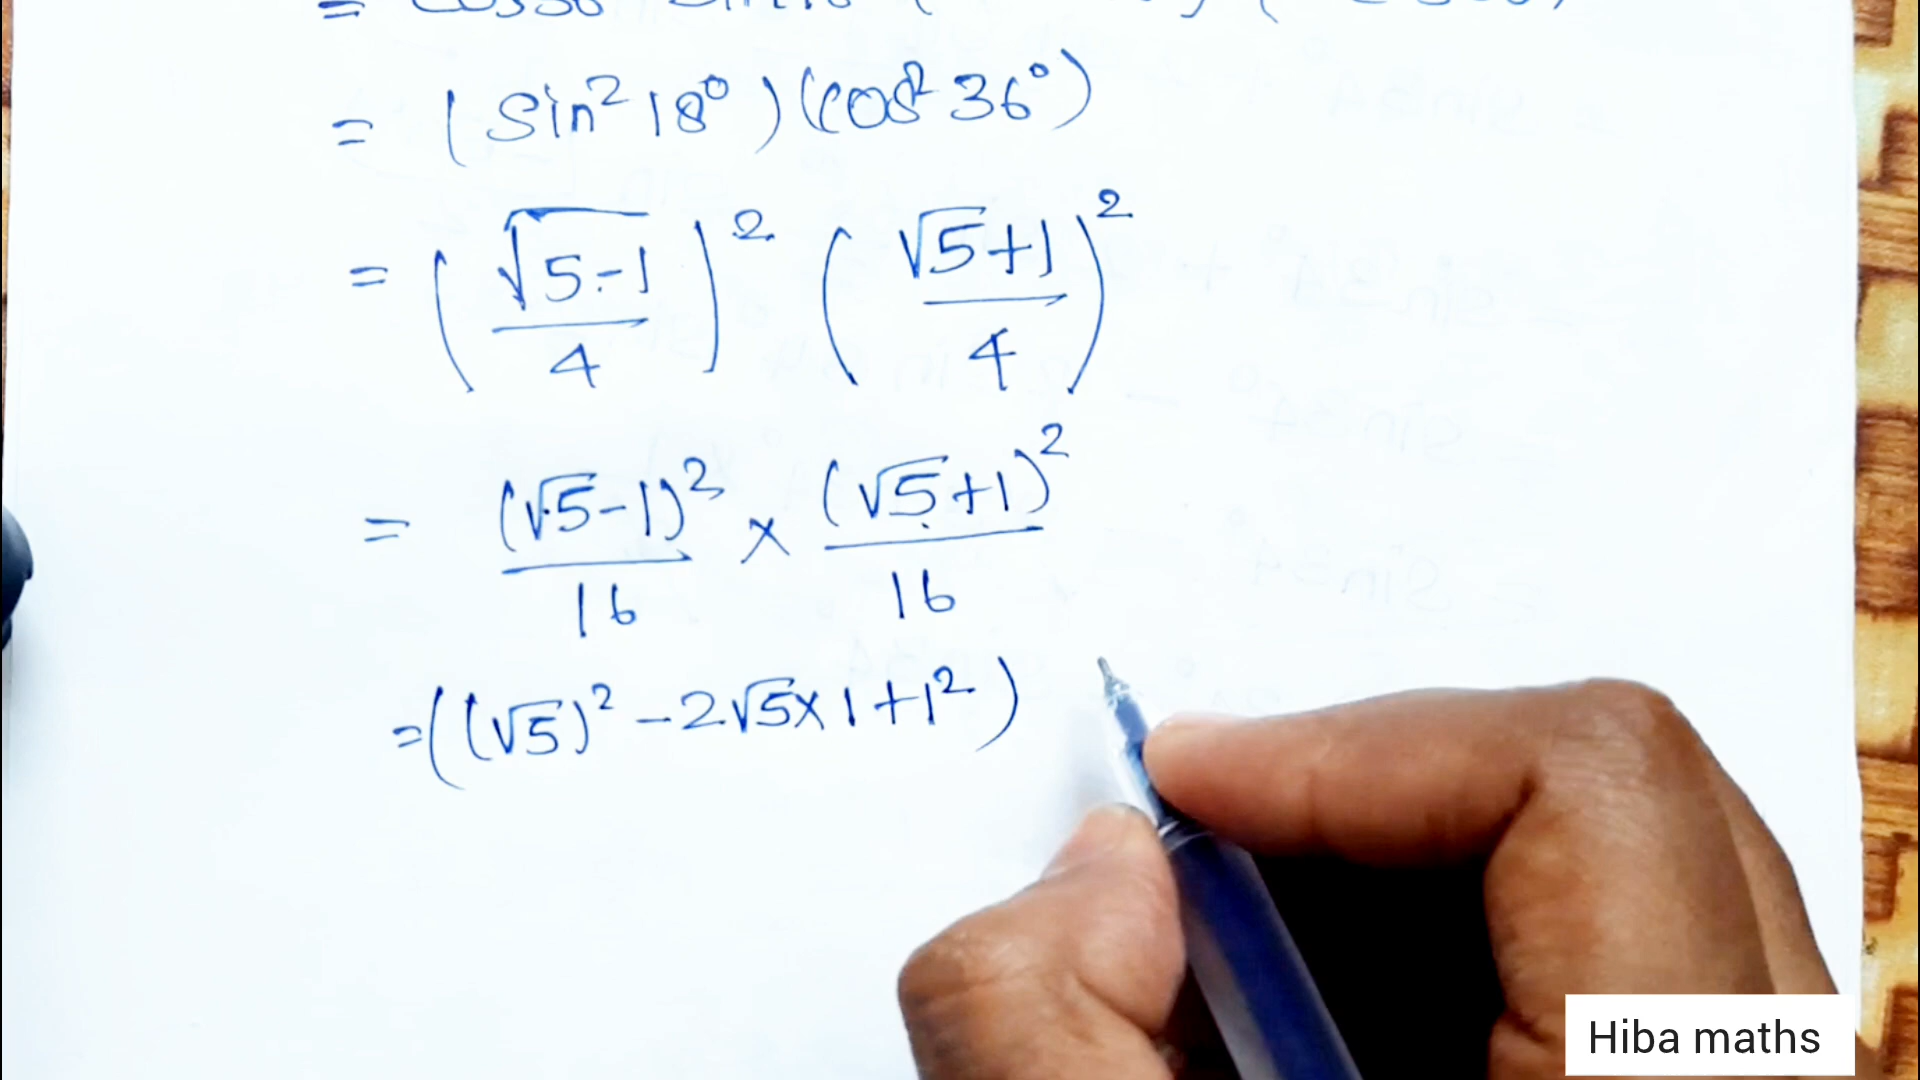 = (Sin² 18°) (cos² 36°)
= (√5-1/4)² (√5+1/4)²
= (√5-1)²/16 × (√5+1)²/16
= ((√5)² - 2√5×1+1²)
Hiba maths